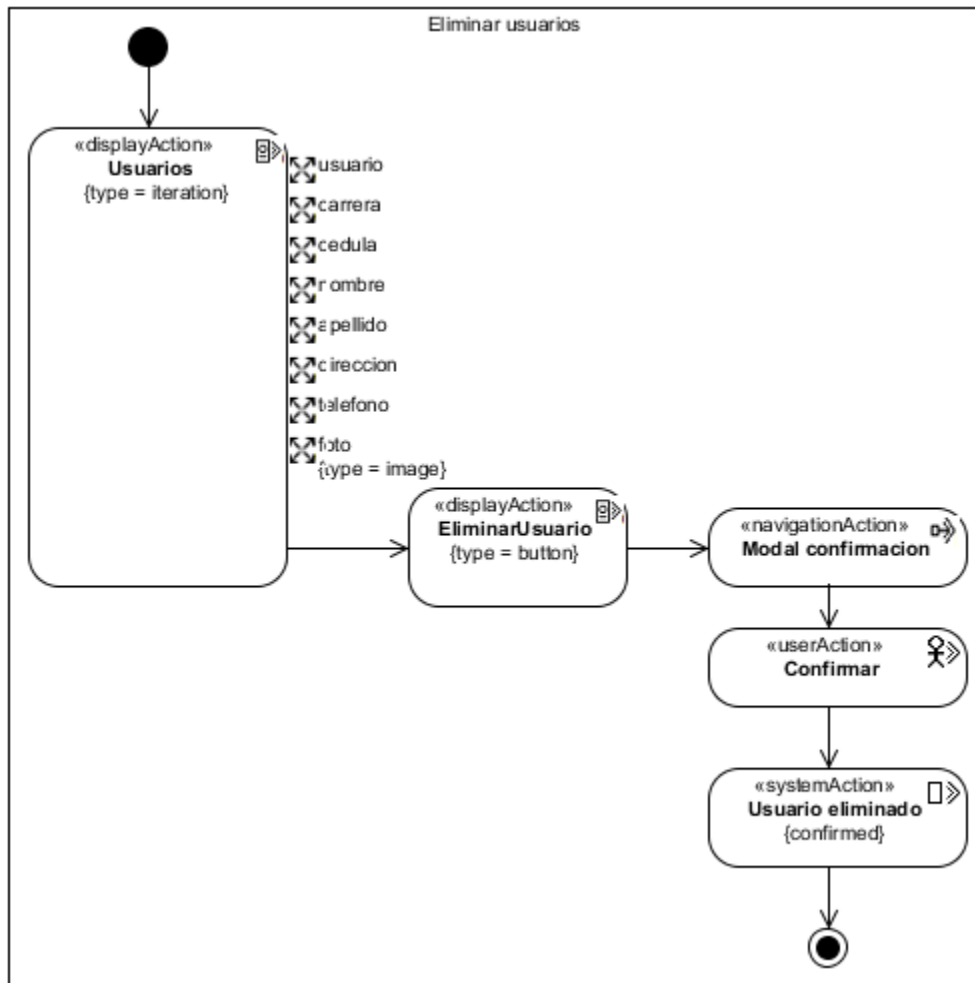 Eliminar usuarios
«displayAction»
Usuarios
{type = iteration}
usuario
carrera
cedula
nombre
apellido
direccion
telefono
foto
{type = image}
«displayAction»
EliminarUsuario
{type = button}
«navigationAction»
Modal confirmacion
«userAction»
Confirmar
«systemAction»
Usuario eliminado
{confirmed}